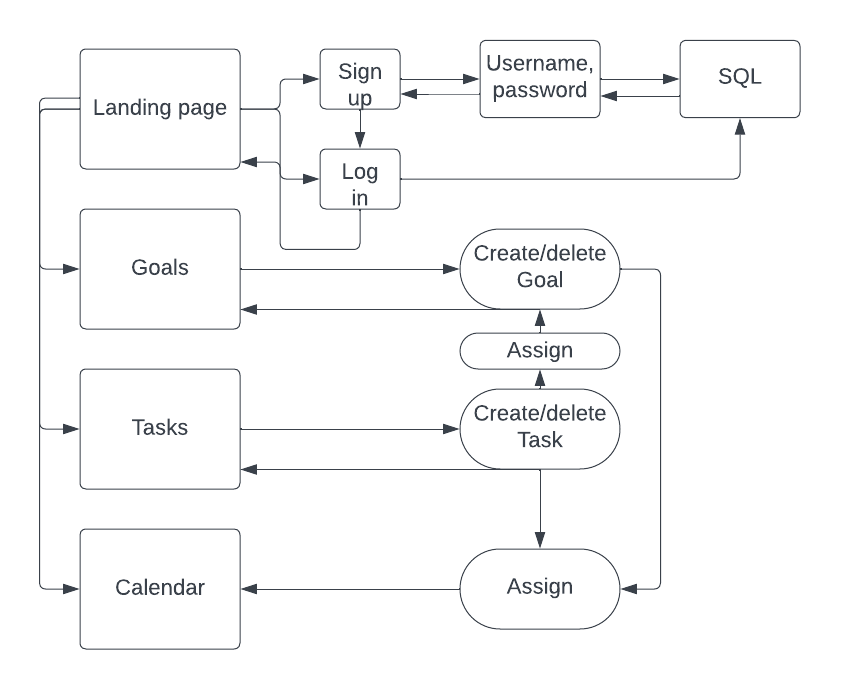 Sign
up
Username,
password
SQL
Landing page
Log
in
Goals
Create/delete
Goal
Assign
Tasks
Create/delete
Task
Calendar
Assign